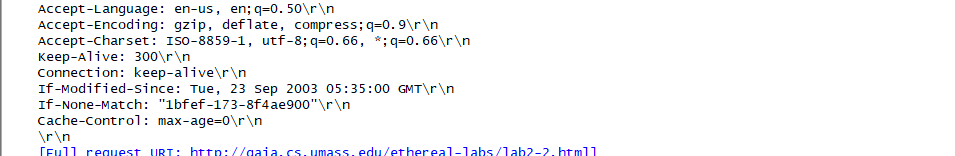 Accept-Language: en-us, en;q=0.50\r\n
Accept-Encoding: gzip, deflate, compress;q=0.9\r\n
Accept-Charset: ISO-8859-1, utf-8;q=0.66, *;q=0.66\r\n
Keep-Alive: 300\r\n
Connection: keep-alive\r\n
If-Modified-Since: Tue, 23 Sep 2003 05:35:00 GMT\r\n
If-None-Match: "1bfef-173-8f4ae900"\r\n
Cache-Control: max-age=0\r\n
\r\n
[Full request URI: http://gaia.cs.umass.edu/ethereal-labs/lab2-2.html]